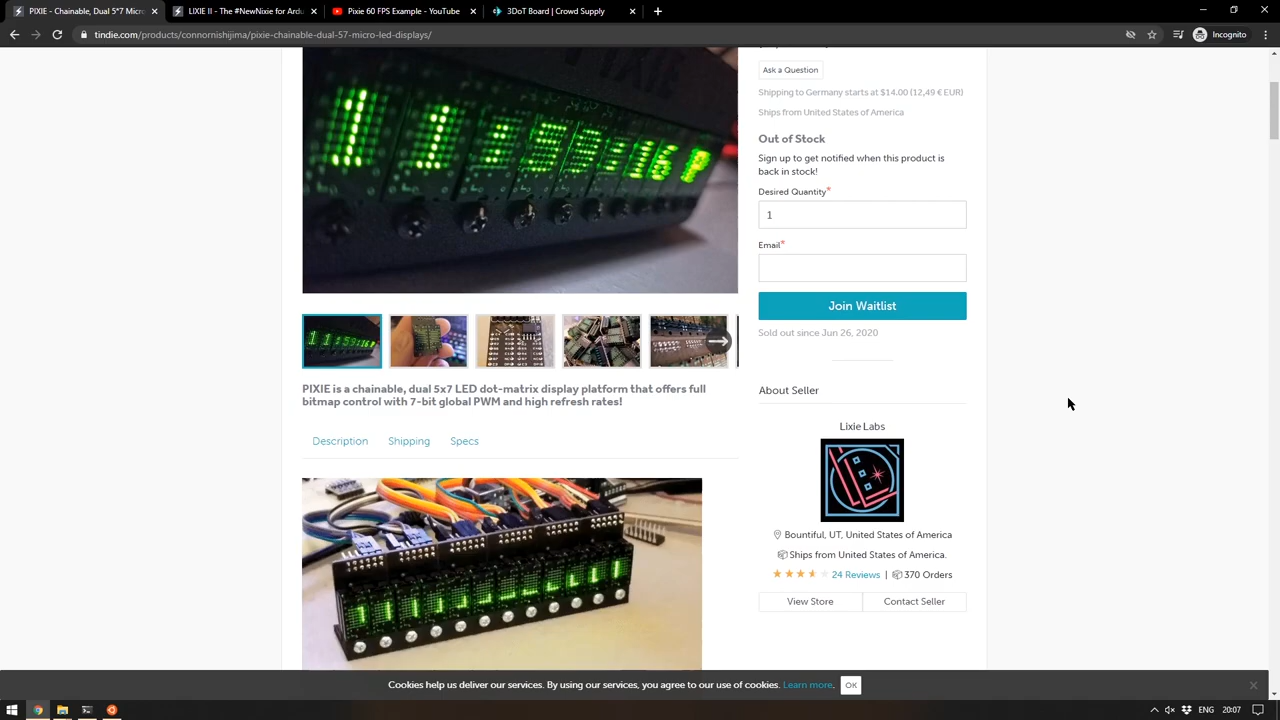 PIXIE - Chainable, Dual 5*7 Micr
LIXIE II - The #NewNixie for Ard
Pixie 60 FPS Example - YouTube
3Dot Board | Crowd Supply
tindie.com/products/connornishijima/pixie-chainable-dual-57-micro-led-displays/
Incognito
Ask a Question
Shipping to Germany starts at $14.00 (12,49 € EUR)
Ships from United States of America
Out of Stock
Sign up to get notified when this product is
back in stock!
Desired Quantity*
1
Email*
Join Waitlist
Sold out since Jun 26, 2020
PIXIE is a chainable, dual 5x7 LED dot-matrix display platform that offers full
bitmap control with 7-bit global PWM and high refresh rates!
Description Shipping Specs
About Seller
Lixie Labs
Bountiful, UT, United States of America
Ships from United States of America.
24 Reviews | 370 Orders
View Store Contact Seller
Cookies help us deliver our services. By using our services, you agree to our use of cookies. Learn more. OK
ENG 20:07